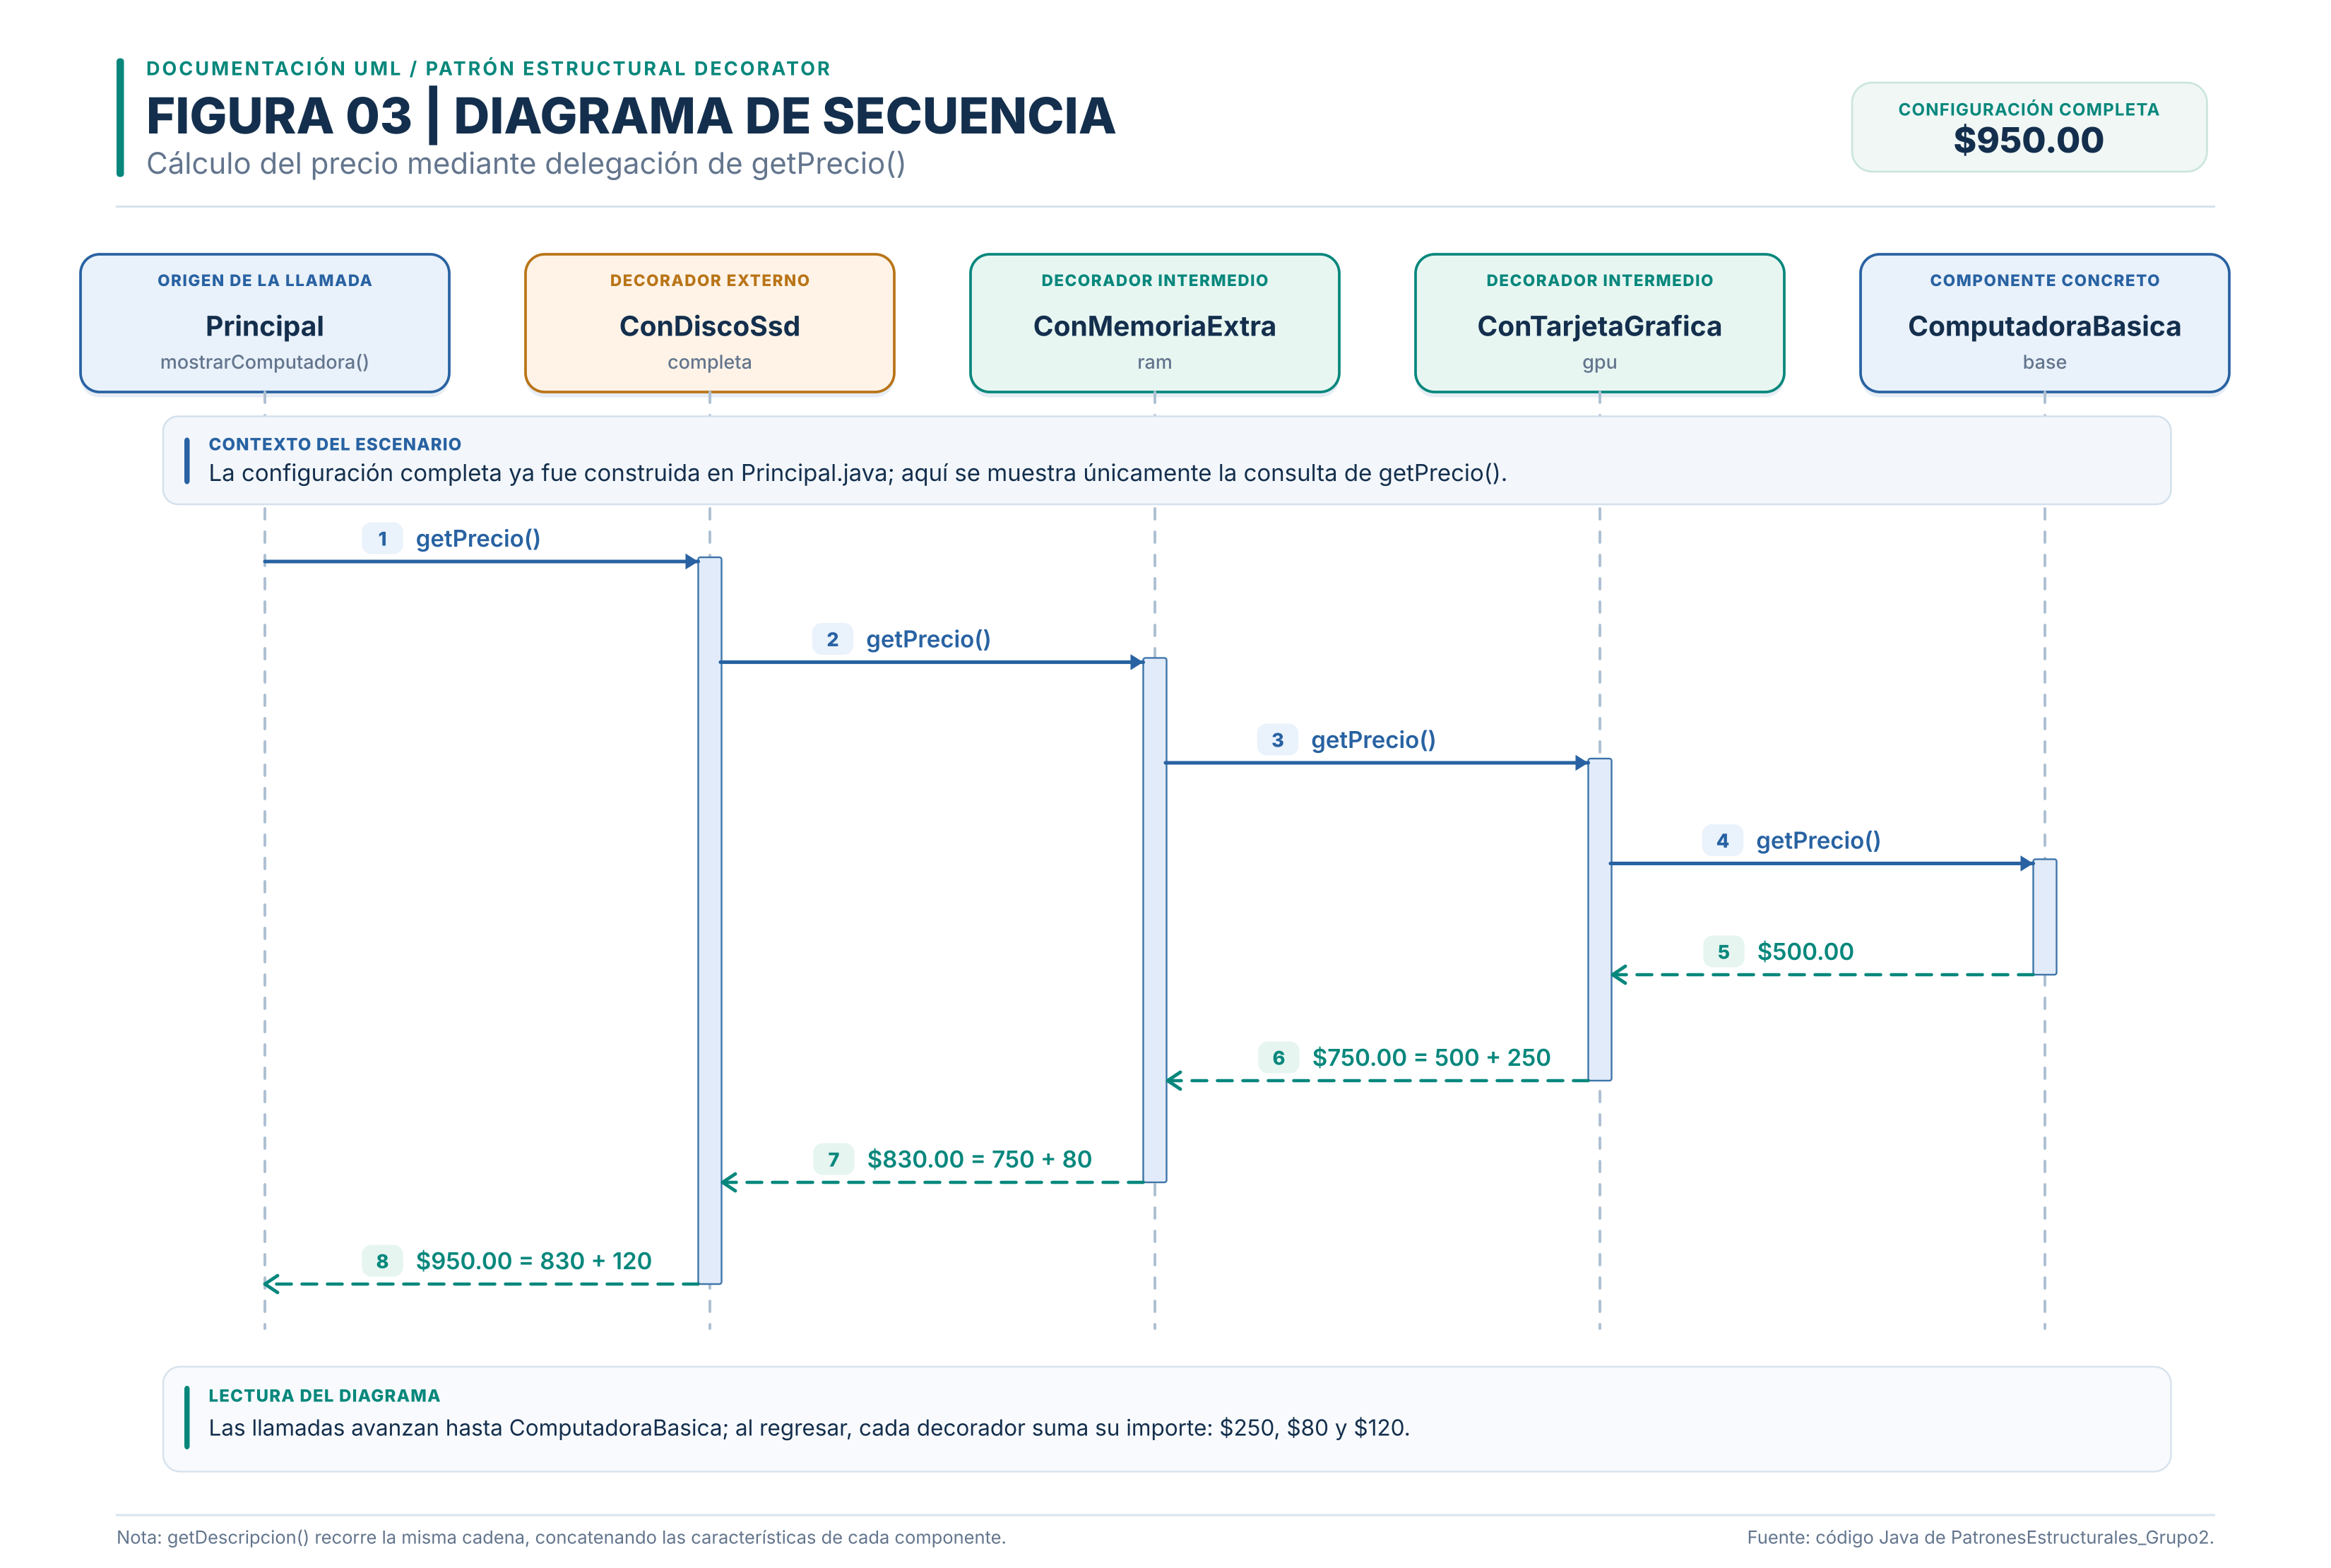 DOCUMENTACIÓN UML / PATRÓN ESTRUCTURAL DECORATOR
FIGURA 03 | DIAGRAMA DE SECUENCIA
Cálculo del precio mediante delegación de getPrecio()
CONFIGURACIÓN COMPLETA
$950.00
ORIGEN DE LA LLAMADA
Principal
mostrarComputadora()
DECORADOR EXTERNO
ConDiscoSsd
completa
DECORADOR INTERMEDIO
ConMemoriaExtra
ram
DECORADOR INTERMEDIO
ConTarjetaGrafica
gpu
COMPONENTE CONCRETO
ComputadoraBasica
base
CONTEXTO DEL ESCENARIO
La configuración completa ya fue construida en Principal.java; aquí se muestra únicamente la consulta de getPrecio().
1 getPrecio()
2 getPrecio()
3 getPrecio()
4 getPrecio()
5 $500.00
6 $750.00 = 500 + 250
7 $830.00 = 750 + 80
8 $950.00 = 830 + 120
LECTURA DEL DIAGRAMA
Las llamadas avanzan hasta ComputadoraBasica; al regresar, cada decorador suma su importe: $250, $80 y $120.
Nota: getDescripcion() recorre la misma cadena, concatenando las características de cada componente.
Fuente: código Java de PatronesEstructurales_Grupo2.